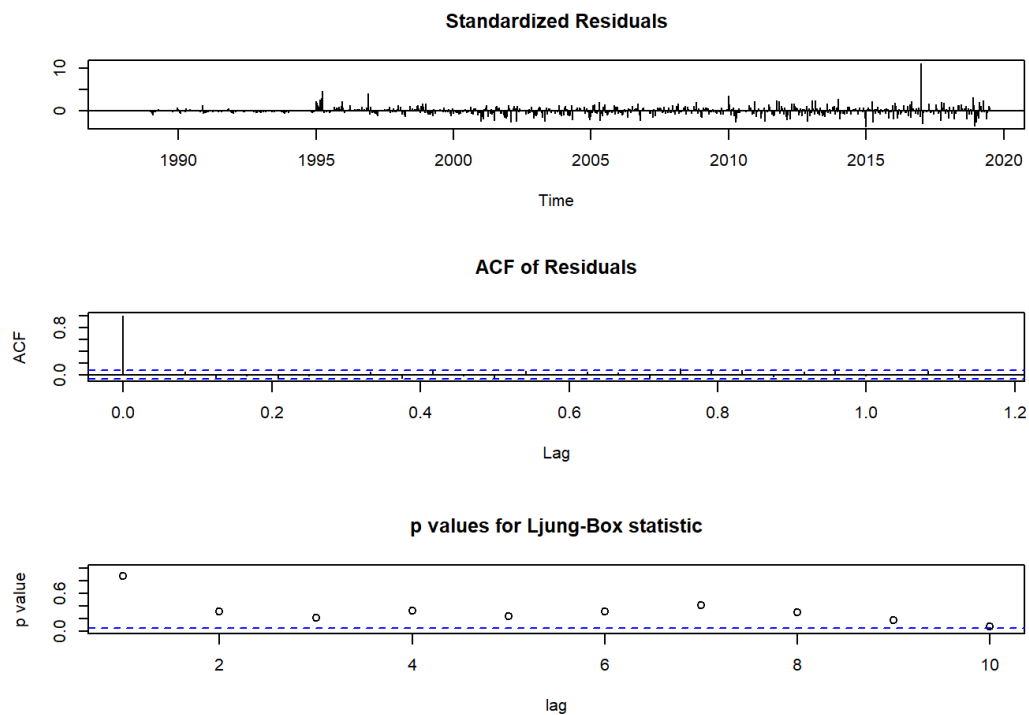 Standardized Residuals
10
0
1990 1995 2000 2005 2010 2015 2020
Time
ACF of Residuals
ACF
0.8
0.0
0.0 0.2 0.4 0.6 0.8 1.0 1.2
Lag
p values for Ljung-Box statistic
p value
0.6
0.0
2 4 6 8 10
lag